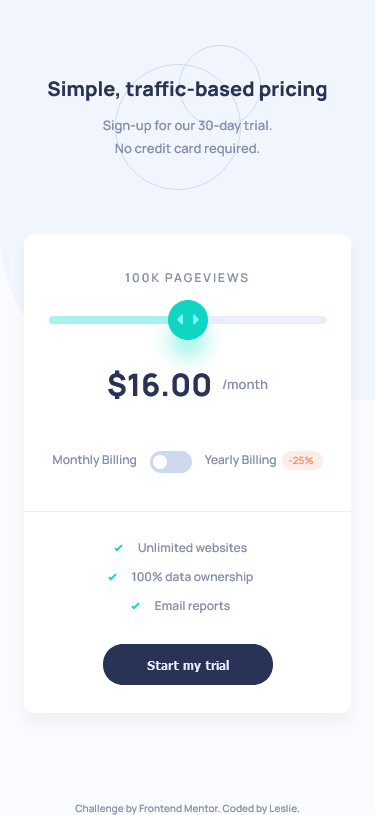 Simple, traffic-based pricing
Sign-up for our 30-day trial.
No credit card required.
100K PAGEVIEWS
$16.00 /month
Monthly Billing Yearly Billing -25%
Unlimited websites
100% data ownership
Email reports
Start my trial
Challenge by Frontend Mentor. Coded by Leslie.